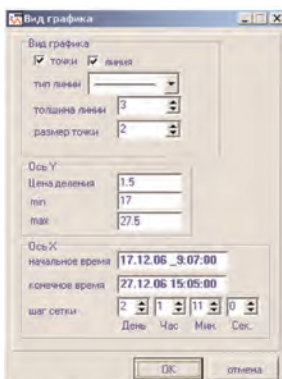 Вид графика
Вид графика
точки линия
тип линии
толщина линии 3
размер точки 2
Ось Y
Цена деления 1.5
min 17
max 27.5
Ось X
начальное время 17.12.06 _9:07:00
конечное время 27.12.06 15:05:00
шаг сетки 2 1 11 0
День Час Мин. Сек.
OK отмена